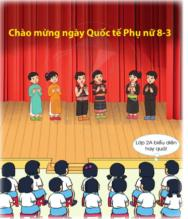 Chào mừng ngày Quốc tế Phụ nữ 8-3
Lớp 2A biểu diễn
hay quá!